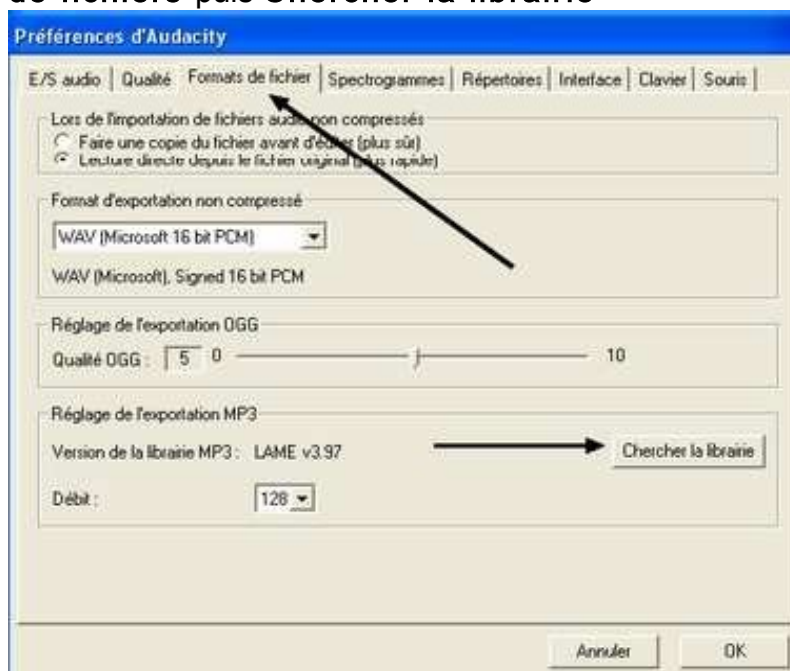 de fichiers puis Chercher la librairie
Préférences d'Audacity
E/S audio | Qualité | Formats de fichier | Spectrogrammes | Répertoires | Interface | Clavier | Souris
Lors de l'importation de fichiers audio non compressés
Faire une copie du fichier avant d'éditer (plus sûr)
Lecture directe depuis le fichier original (plus rapide)
Format d'exportation non compressé
WAV (Microsoft 16 bit PCM)
WAV (Microsoft), Signed 16 bit PCM
Réglage de l'exportation OGG
Qualité OGG : 5 0 10
Réglage de l'exportation MP3
Version de la librairie MP3 : LAME v3.97 Chercher la librairie
Débit : 128
Annuler OK